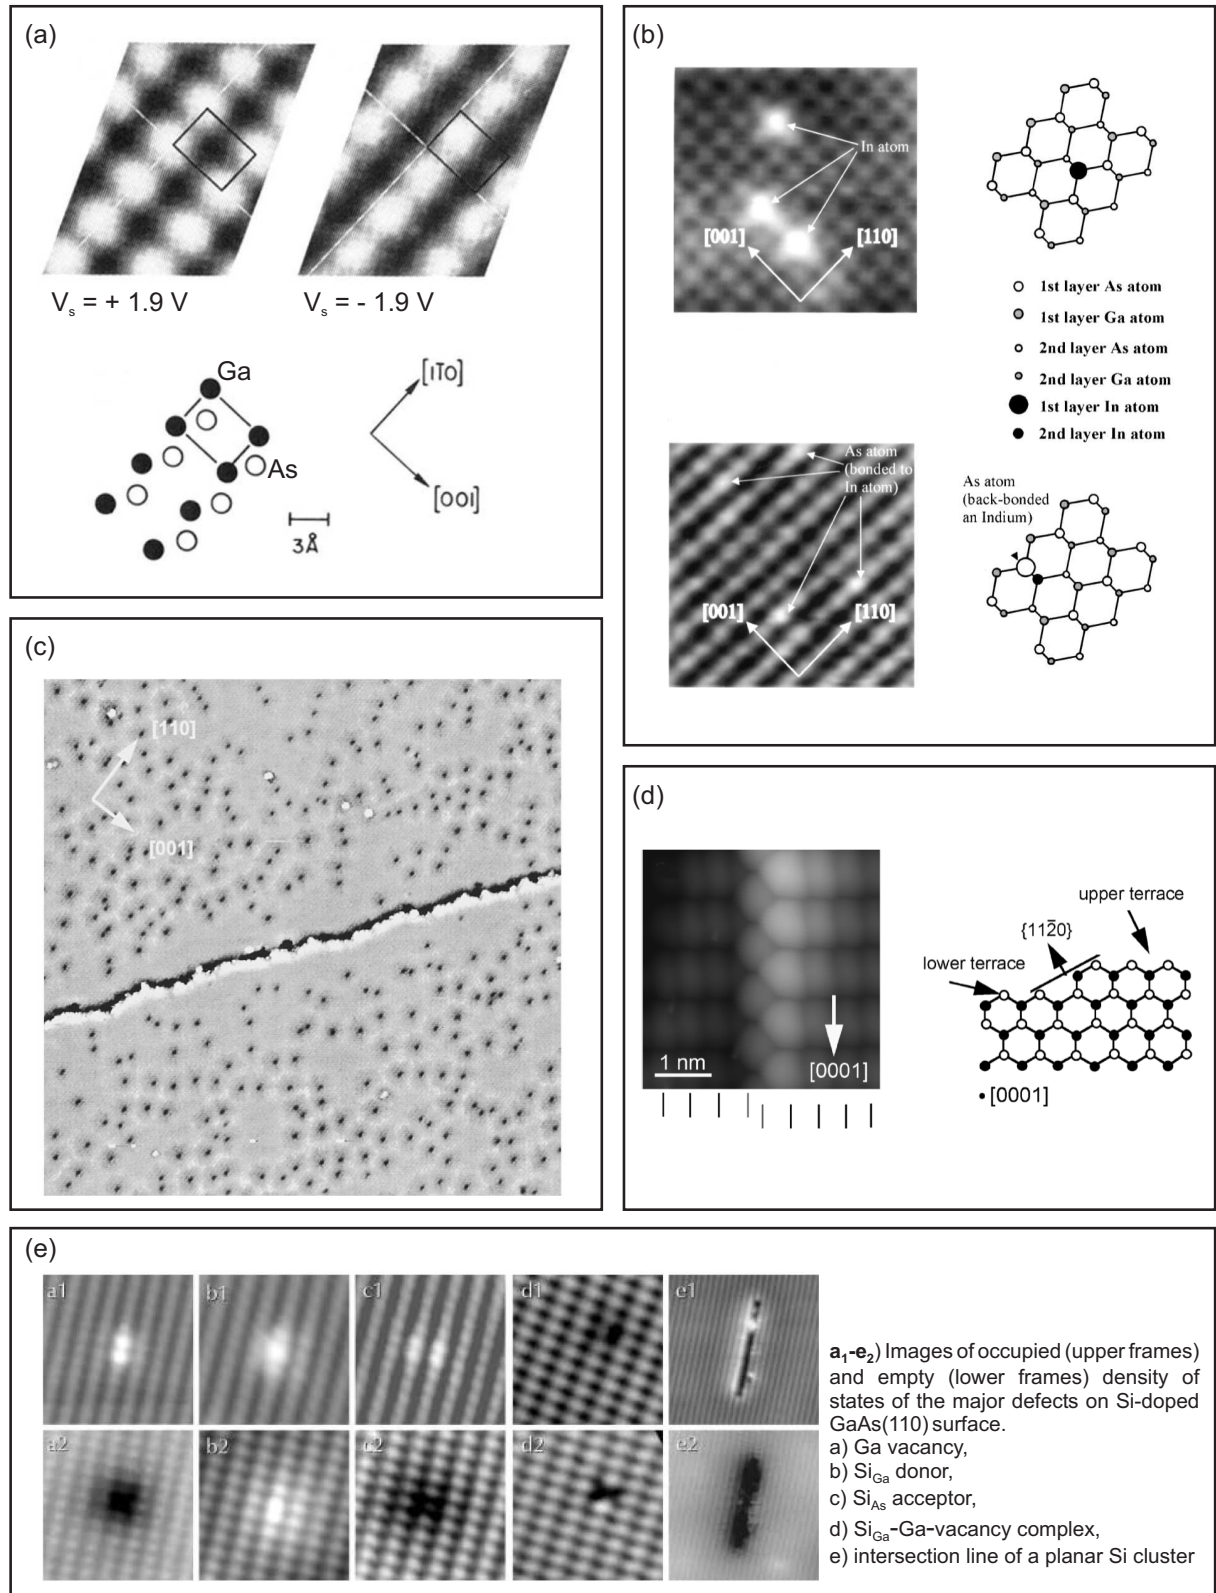 (a)
Vs = + 1.9 V
Vs = - 1.9 V
Ga
As
[11̄0]
[001]
3Å
(b)
In atom
[001]
[110]
1st layer As atom
1st layer Ga atom
2nd layer As atom
2nd layer Ga atom
1st layer In atom
2nd layer In atom
As atom
(bonded to
In atom)
[001]
[110]
As atom
(back-bonded
an Indium)
(c)
[110]
[001]
(d)
1 nm
[0001]
upper terrace
{112̄0}
lower terrace
[0001]
(e)
a1
b1
c1
d1
e1
a2
b2
c2
d2
e2
a1-e2) Images of occupied (upper frames)
and empty (lower frames) density of
states of the major defects on Si-doped
GaAs(110) surface.
a) Ga vacancy,
b) SiGa donor,
c) SiAs acceptor,
d) SiGa-Ga-vacancy complex,
e) intersection line of a planar Si cluster